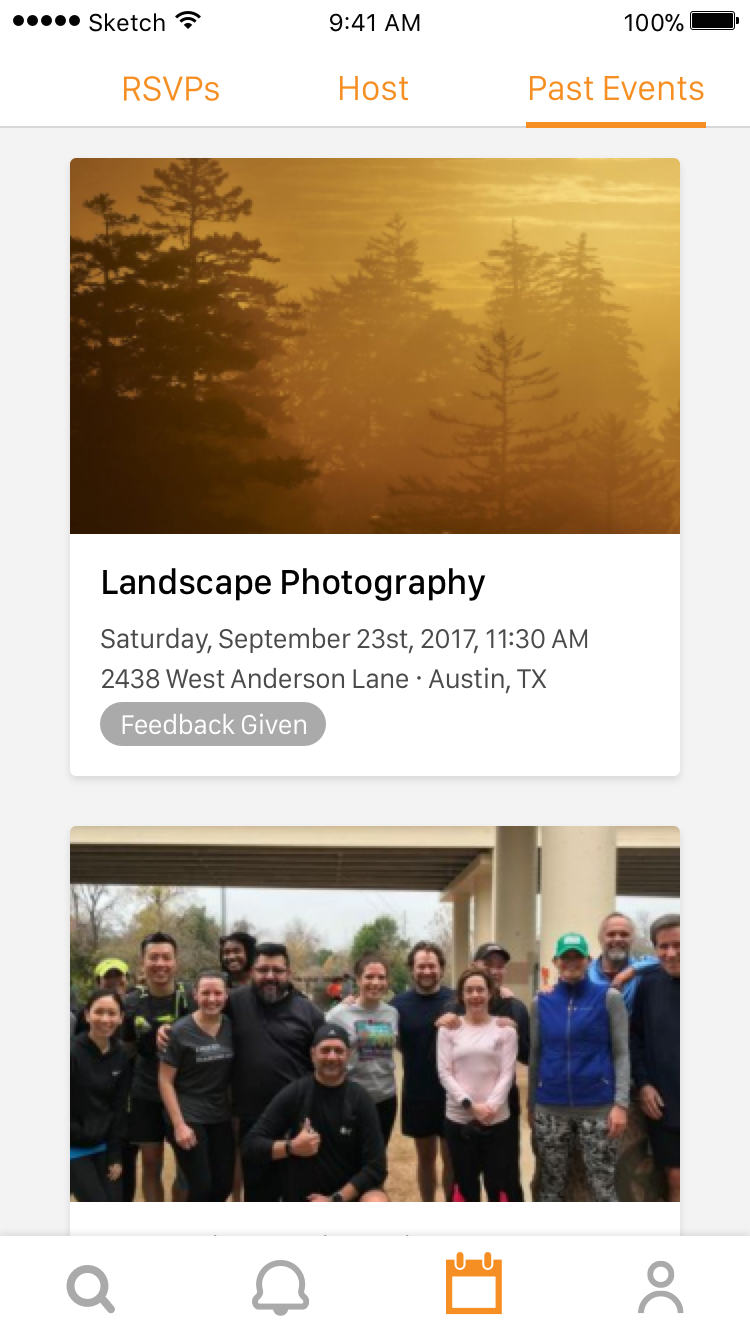 Sketch 9:41 AM 100%
RSVPs Host Past Events
Landscape Photography
Saturday, September 23st, 2017, 11:30 AM
2438 West Anderson Lane · Austin, TX
Feedback Given